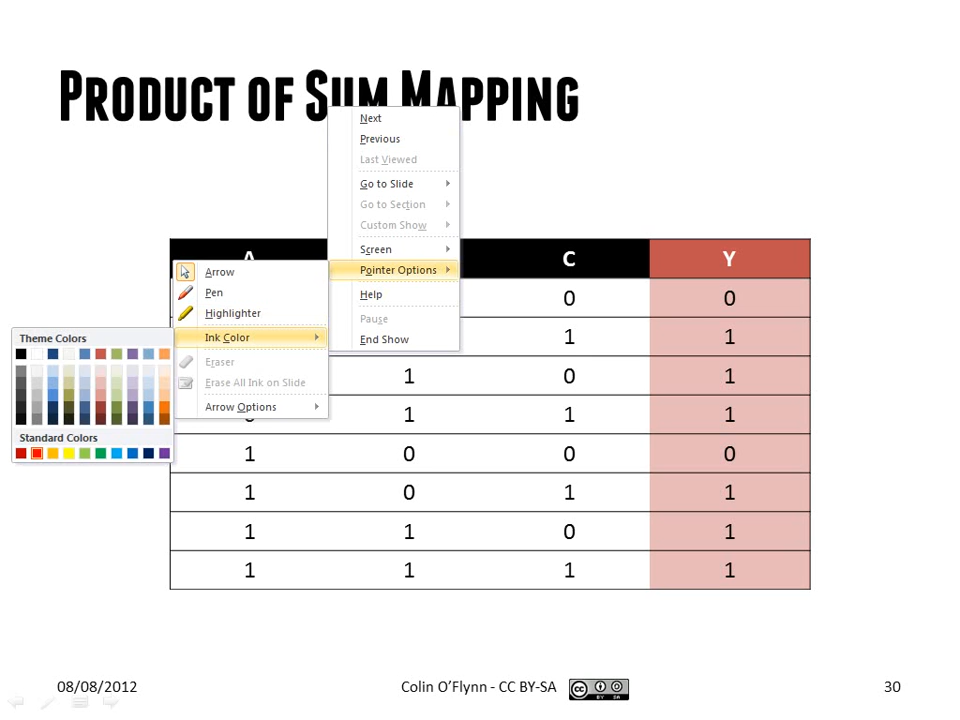 Product of Sum Mapping
Next
Previous
Last Viewed
Go to Slide
Go to Section
Custom Show
Screen
Pointer Options
Help
Pause
End Show
Arrow
Pen
Highlighter
Ink Color
Eraser
Erase All Ink on Slide
Arrow Options
Theme Colors
Standard Colors
C Y
0 0
1 1
1 0 1
1 1 1
1 0 0 0
1 0 1 1
1 1 0 1
1 1 1 1
08/08/2012 Colin O'Flynn - CC BY-SA cc BY SA 30